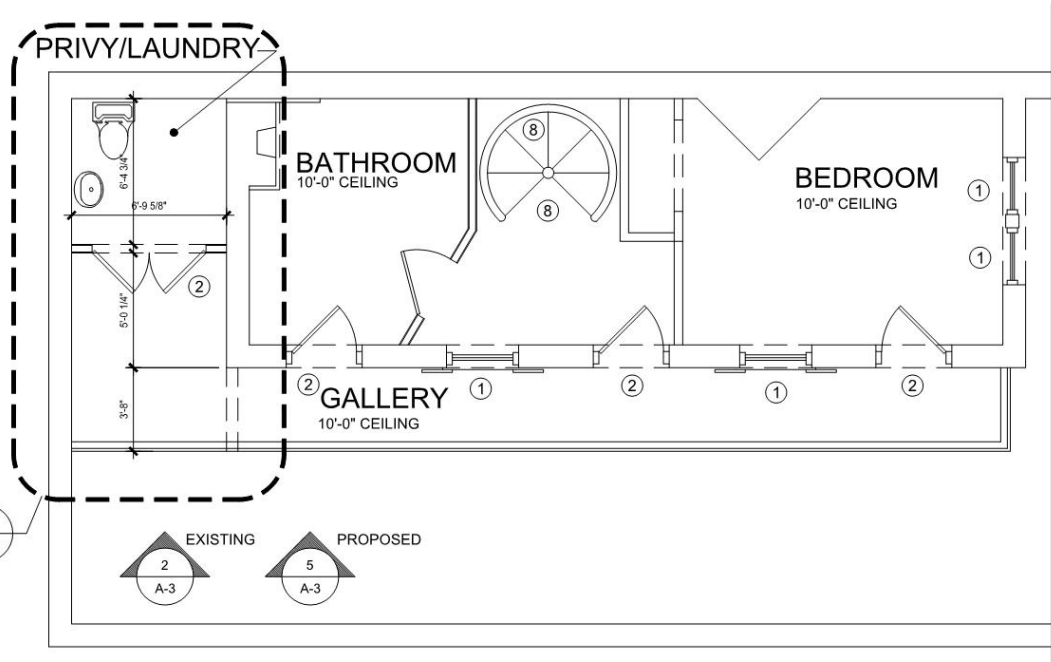 PRIVY/LAUNDRY
6'-4 3/4"
6'-9 5/8"
2
5'-0 1/4"
3'-8"
BATHROOM
10'-0" CEILING
8
8
BEDROOM
10'-0" CEILING
1
1
2
1
2
1
2
GALLERY
10'-0" CEILING
EXISTING
2
A-3
PROPOSED
5
A-3